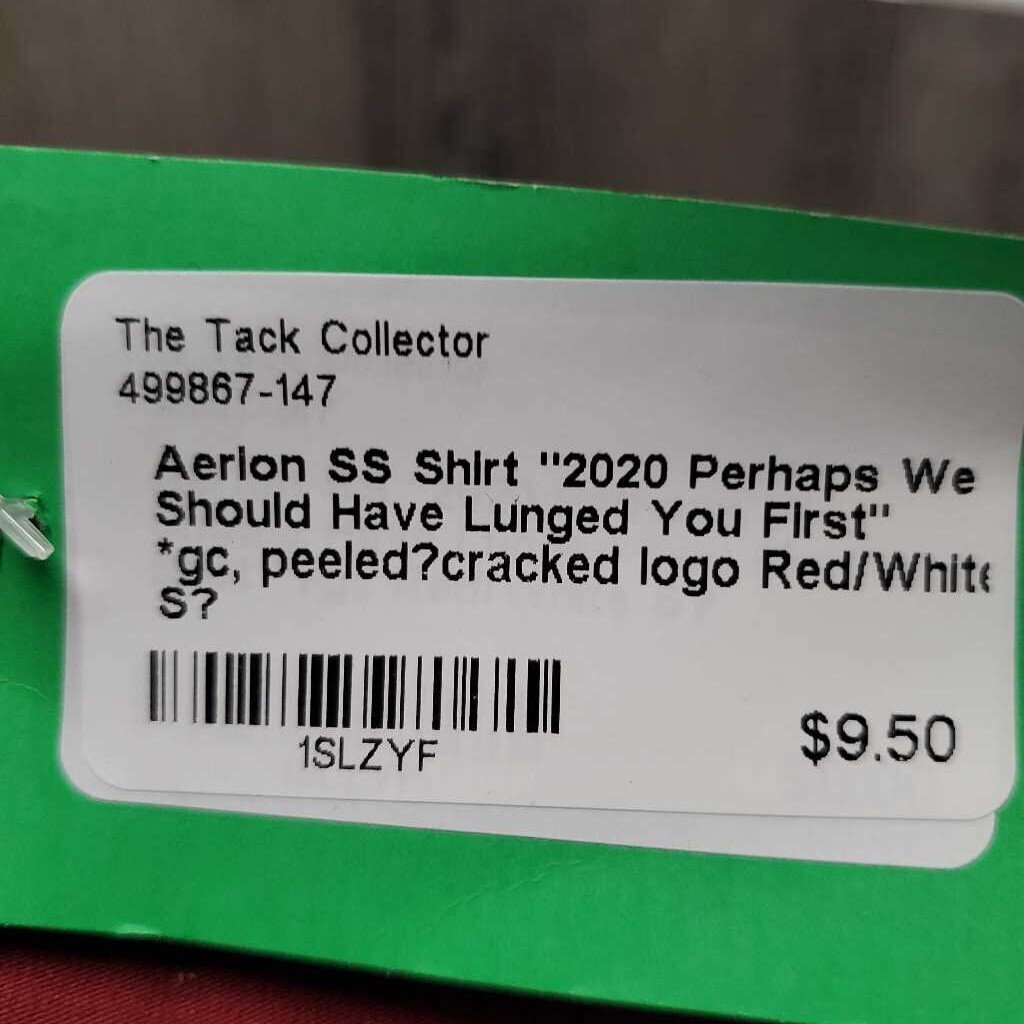 The Tack Collector
499867-147
Aerion SS Shirt "2020 Perhaps We
Should Have Lunged You First"
*gc, peeled?cracked logo Red/White
S?
1SLZYF
$9.50